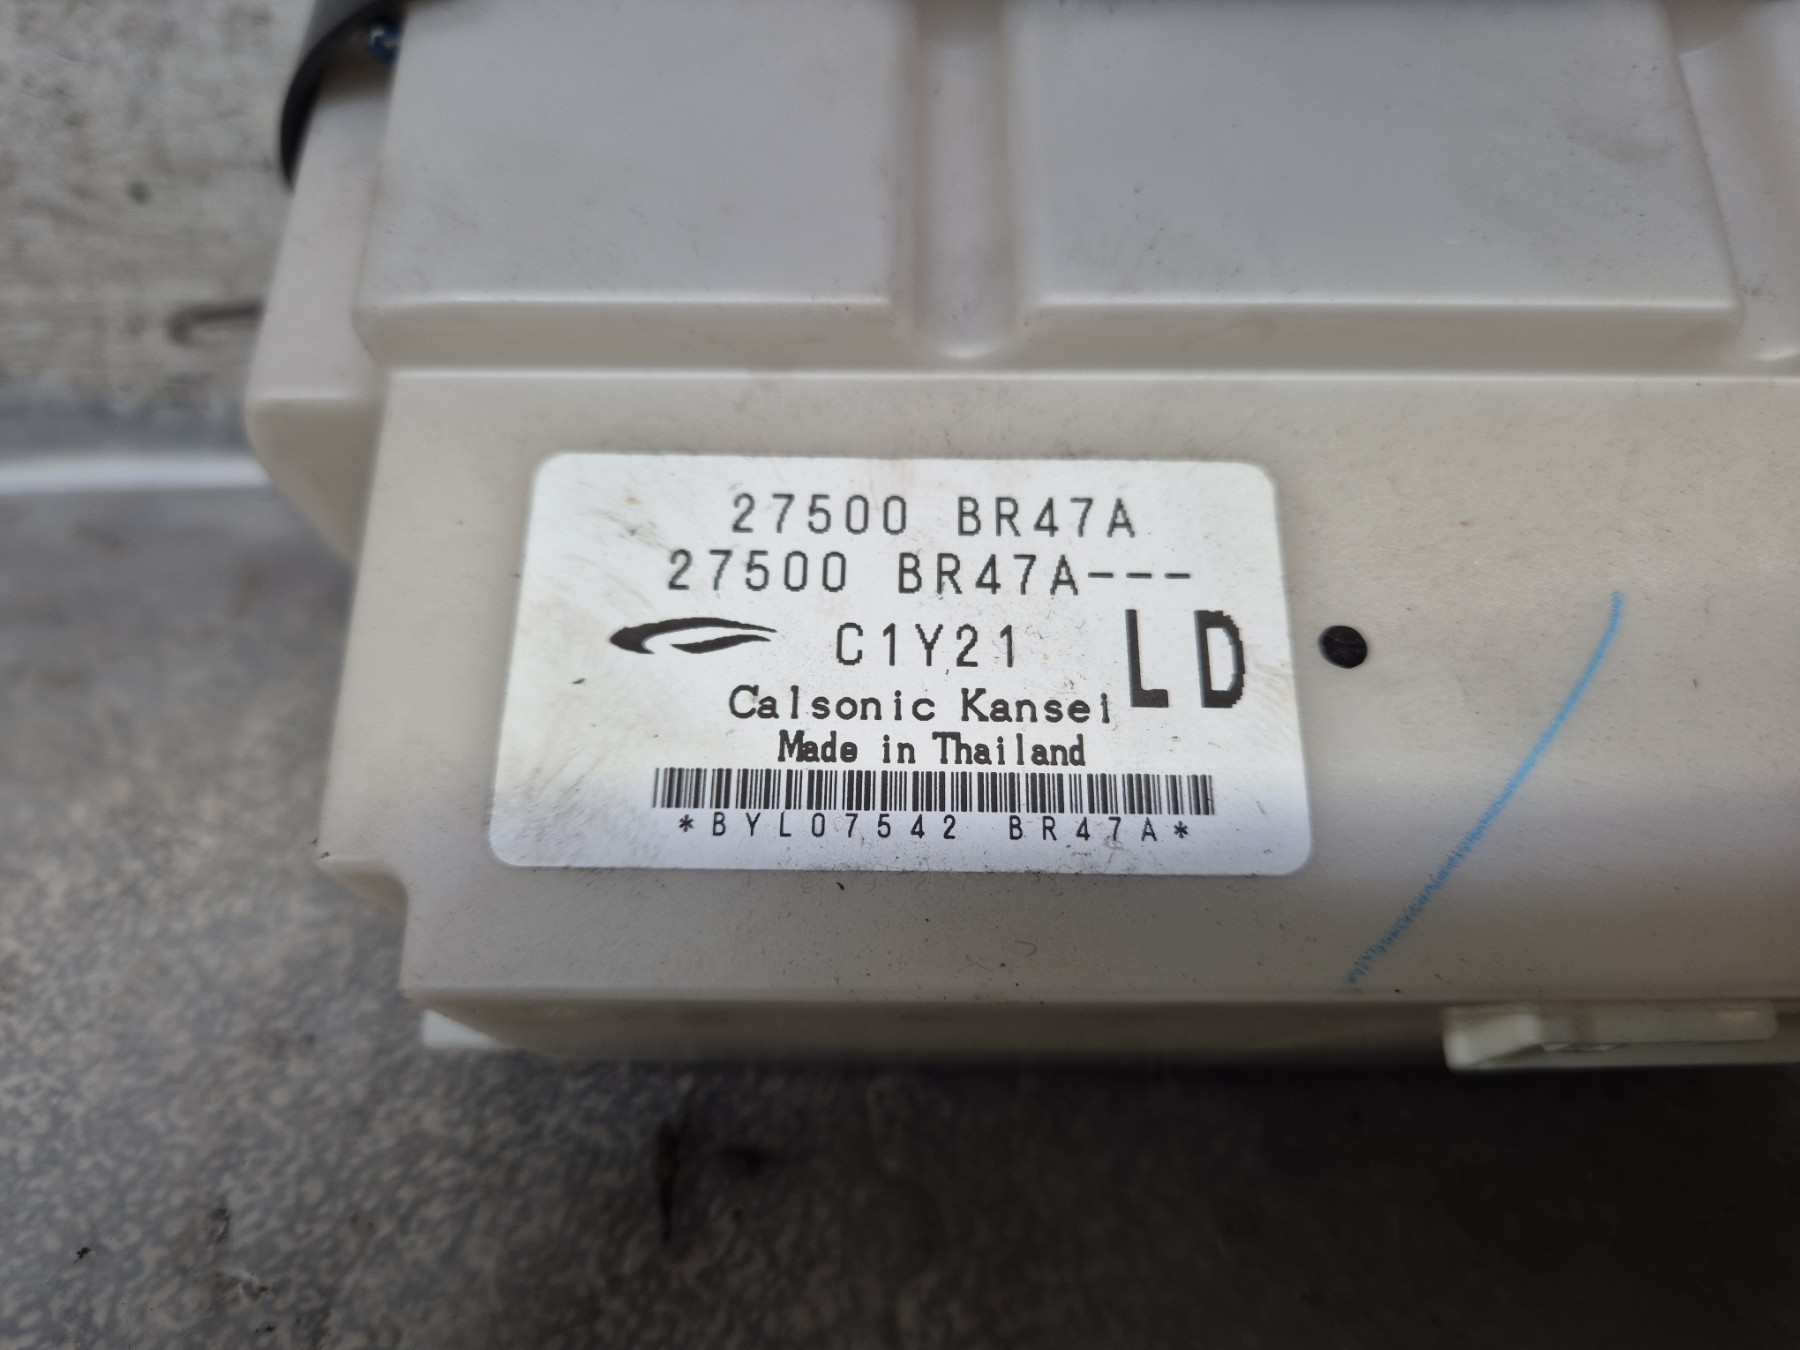 27500 BR47A
27500 BR47A---
C1Y21 LD
Calsonic Kansei
Made in Thailand
*BYL07542 BR47A*